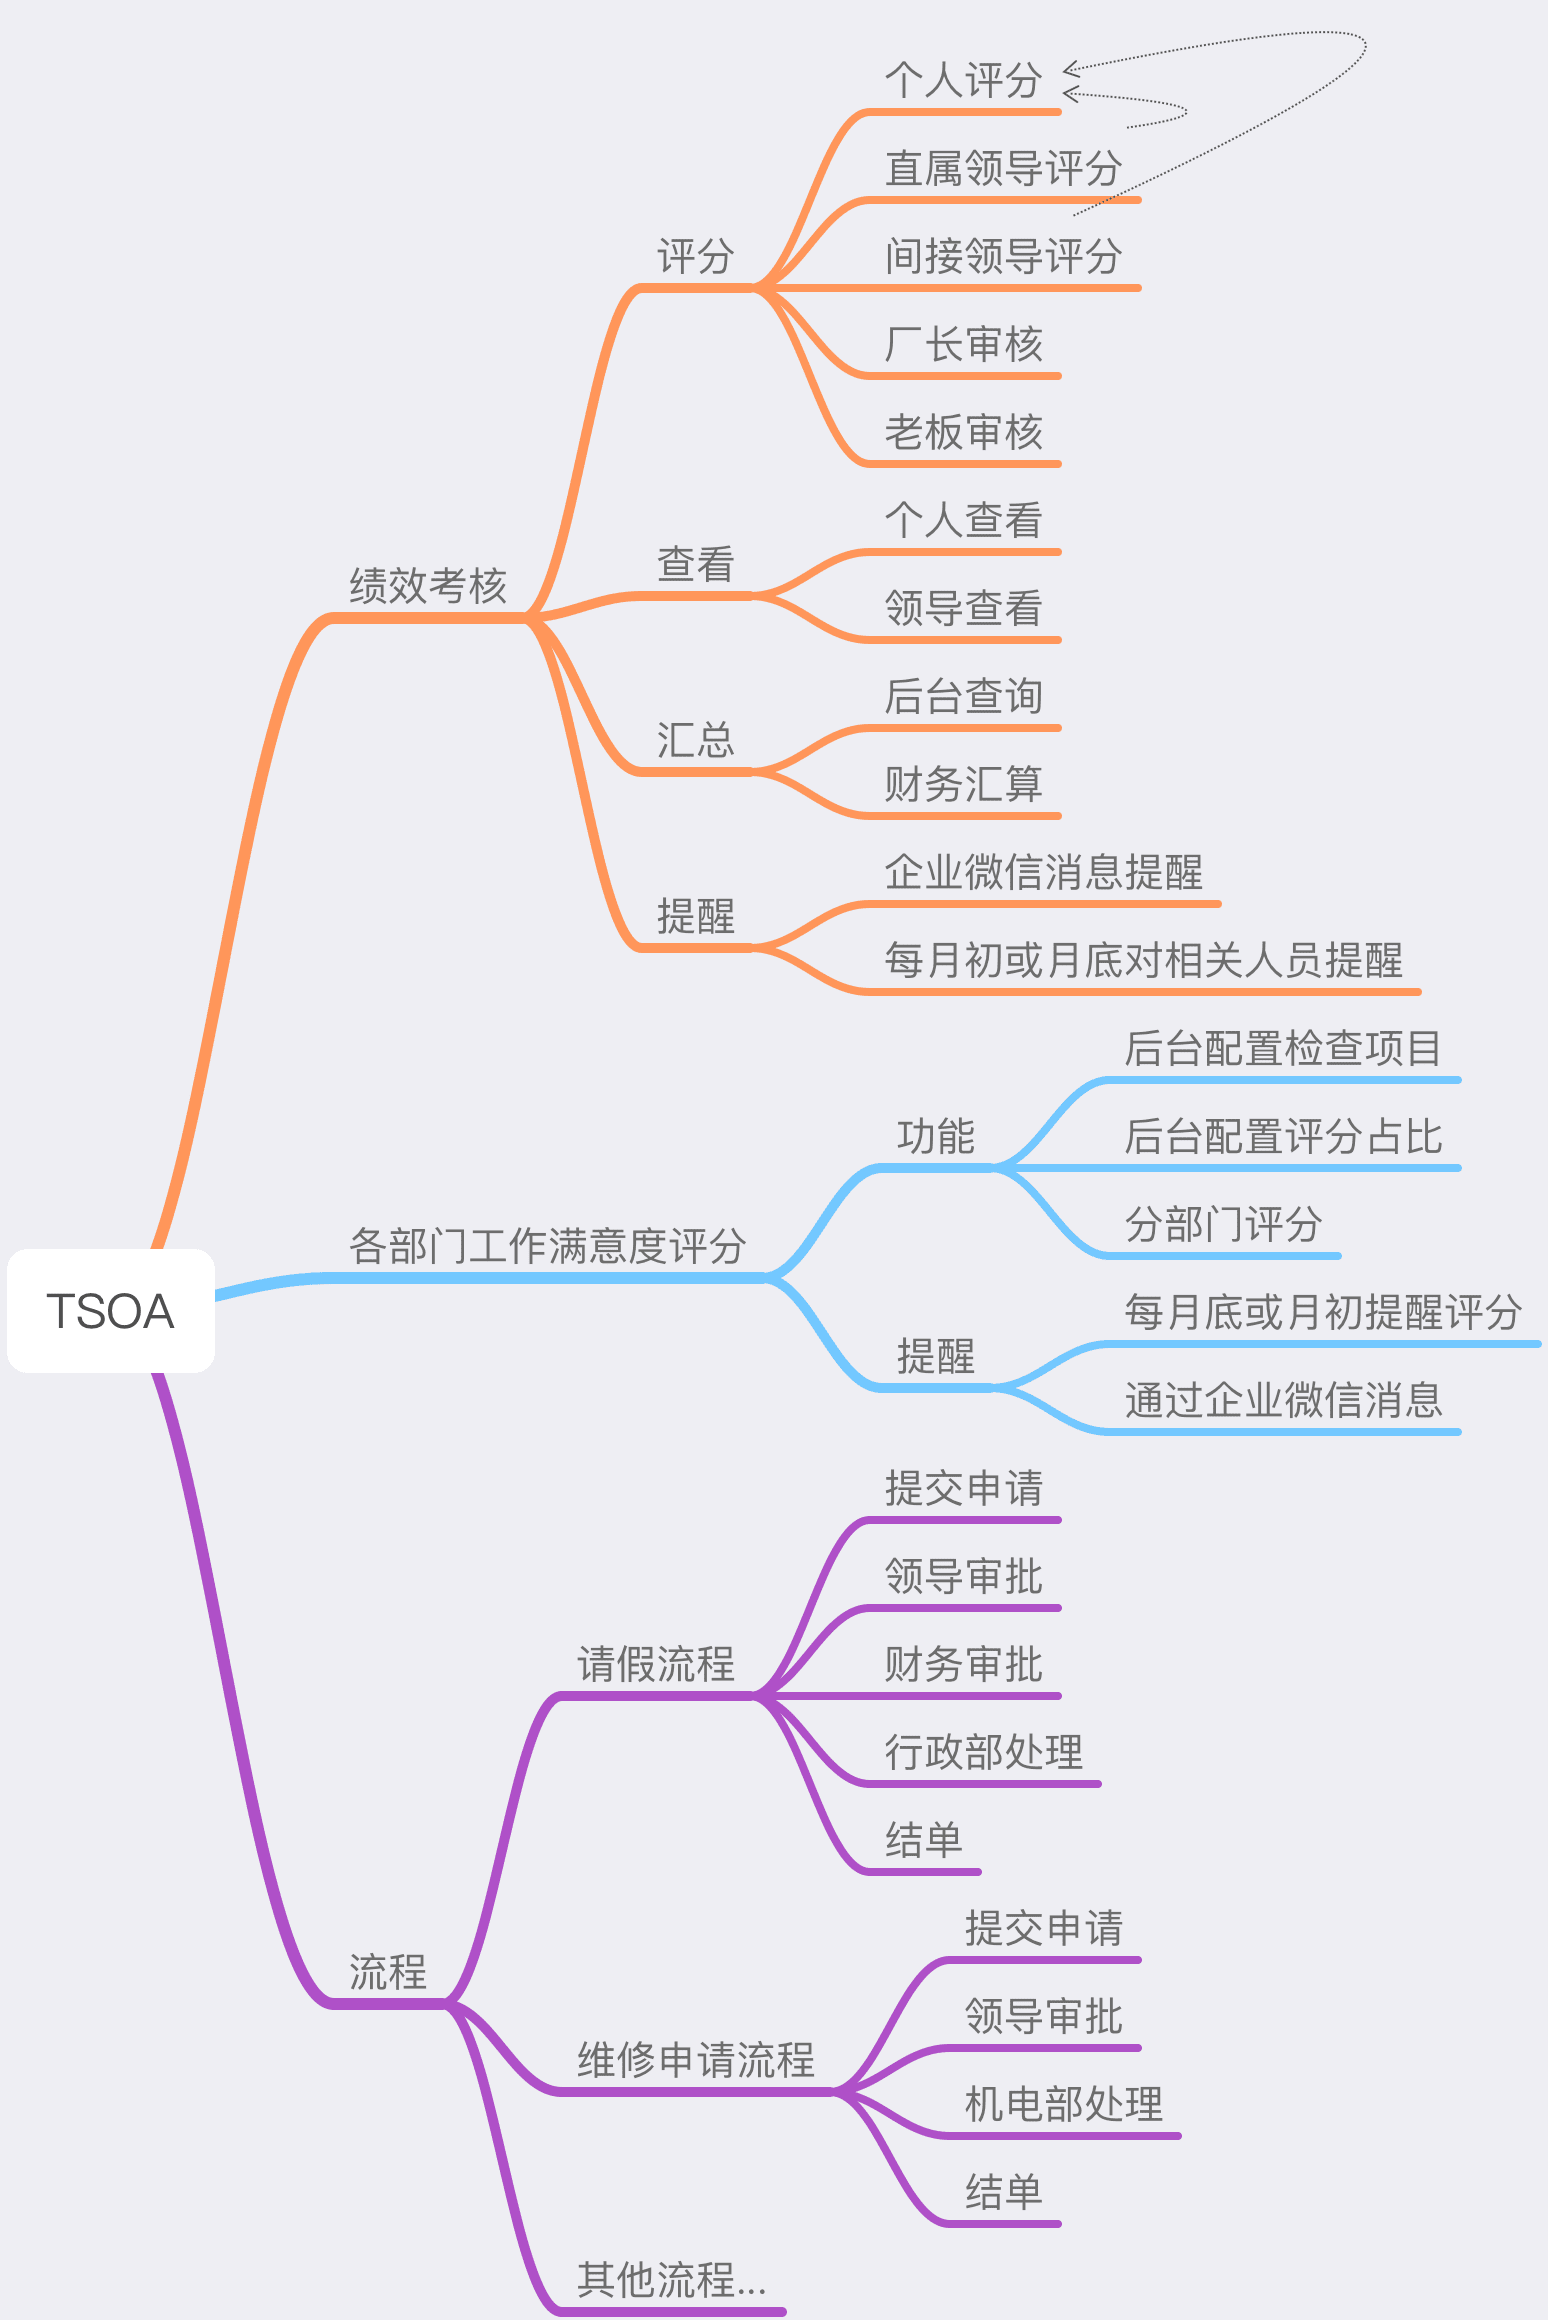 TSOA
绩效考核
评分
个人评分
直属领导评分
间接领导评分
厂长审核
老板审核
查看
个人查看
领导查看
汇总
后台查询
财务汇算
提醒
企业微信消息提醒
每月初或月底对相关人员提醒
各部门工作满意度评分
功能
后台配置检查项目
后台配置评分占比
分部门评分
提醒
每月底或月初提醒评分
通过企业微信消息
流程
请假流程
提交申请
领导审批
财务审批
行政部处理
结单
维修申请流程
提交申请
领导审批
机电部处理
结单
其他流程...